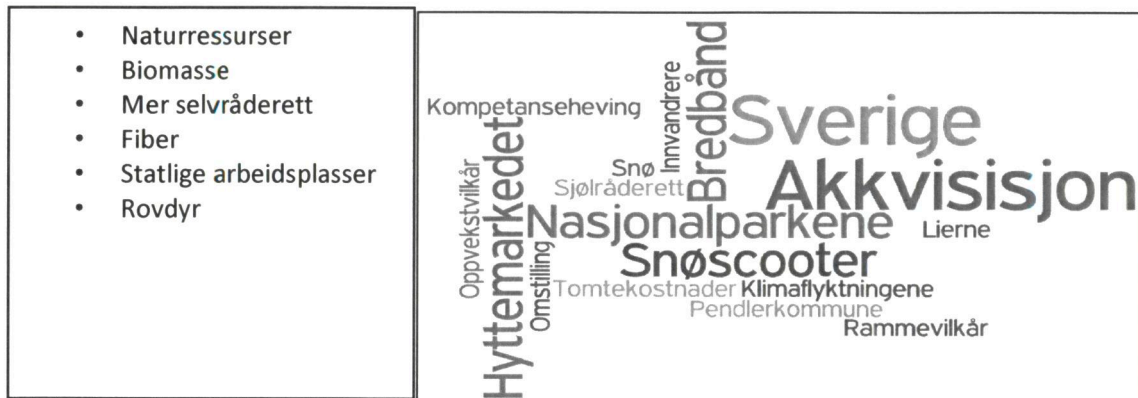 • Naturressurser
• Biomasse
• Mer selvråderett
• Fiber
• Statlige arbeidsplasser
• Rovdyr
Kompetanseheving
Innvandrere
Bredbånd
Sverige
Snø
Sjølråderett
Akkvisisjon
Oppvekstvilkår
Hyttemarkedet
Nasjonalparkene
Lierne
Omstilling
Snøscooter
Tomtekostnader
Klimaflyktningene
Pendlerkommune
Rammevilkår